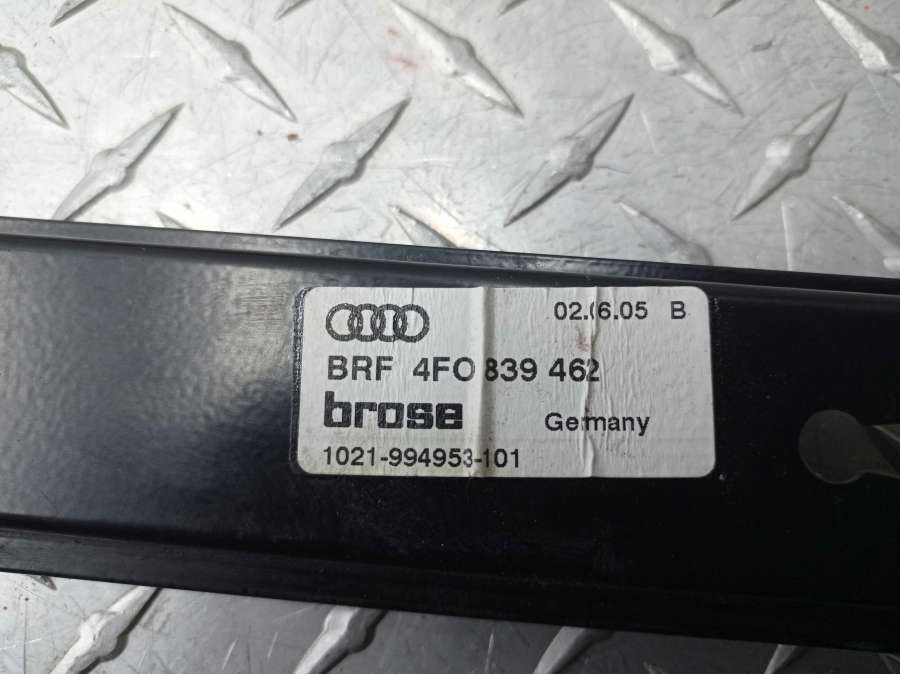 02.06.05 B
BRF 4F0 839 462
brose Germany
1021-994953-101